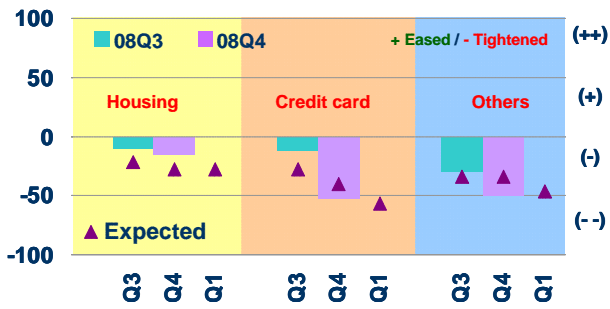 100
50
0
-50
-100
08Q3
08Q4
+ Eased / - Tightened
Housing
Credit card
Others
Expected
(++)
(+)
(-)
(- -)
Q3
Q4
Q1
Q3
Q4
Q1
Q3
Q4
Q1